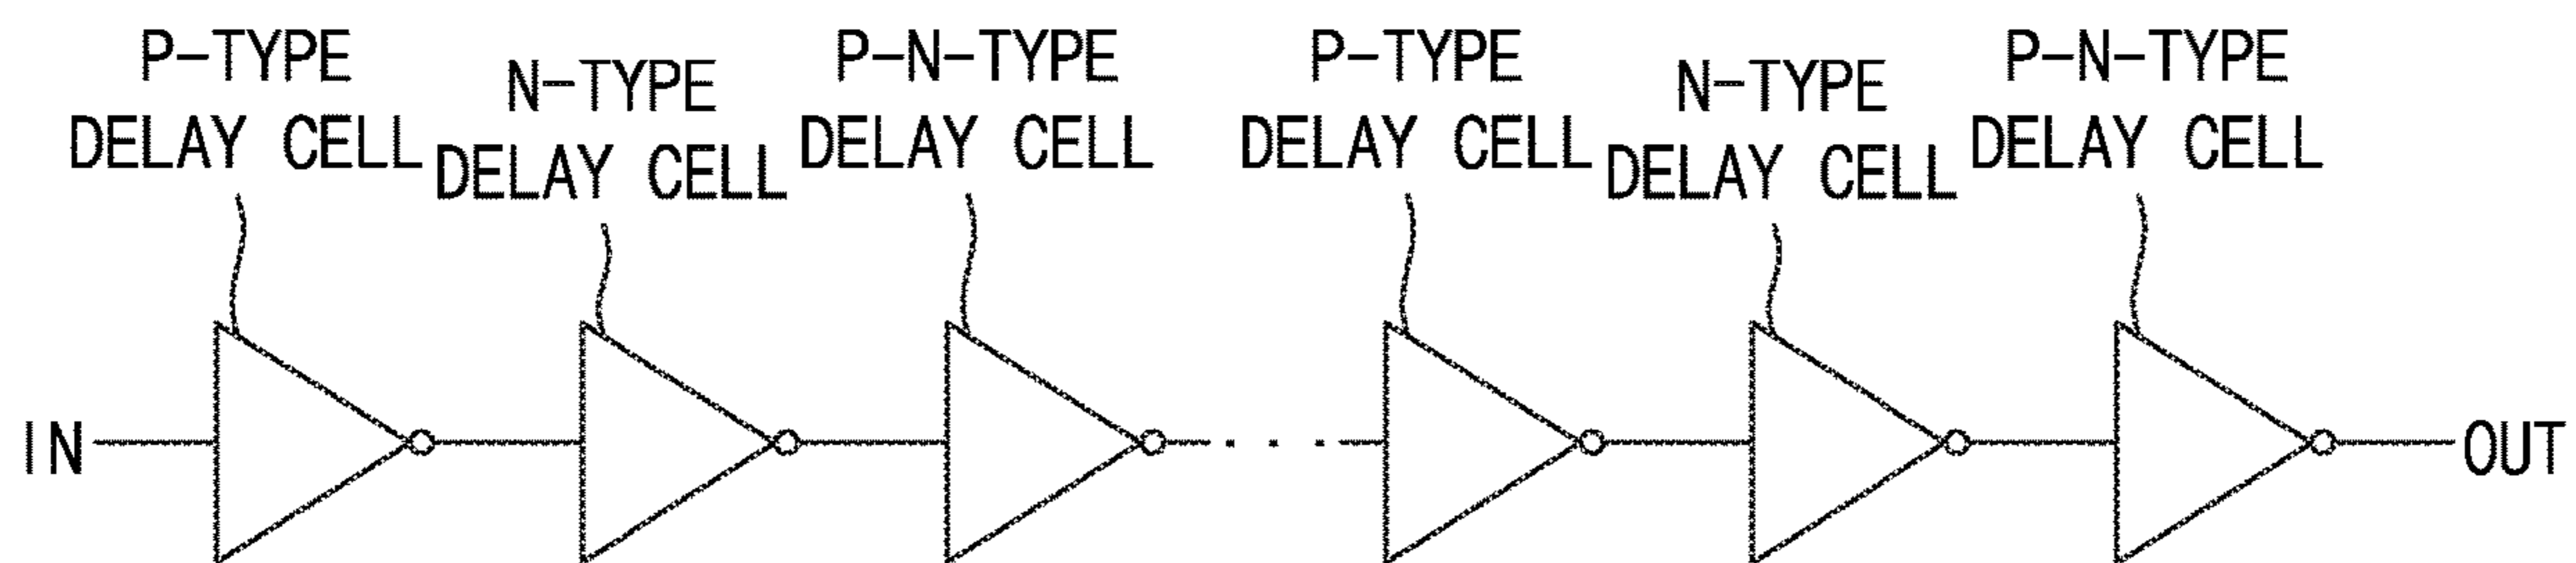 P-TYPE
DELAY CELL
N-TYPE
DELAY CELL
P-N-TYPE
DELAY CELL
P-TYPE
DELAY CELL
N-TYPE
DELAY CELL
P-N-TYPE
DELAY CELL
IN
OUT